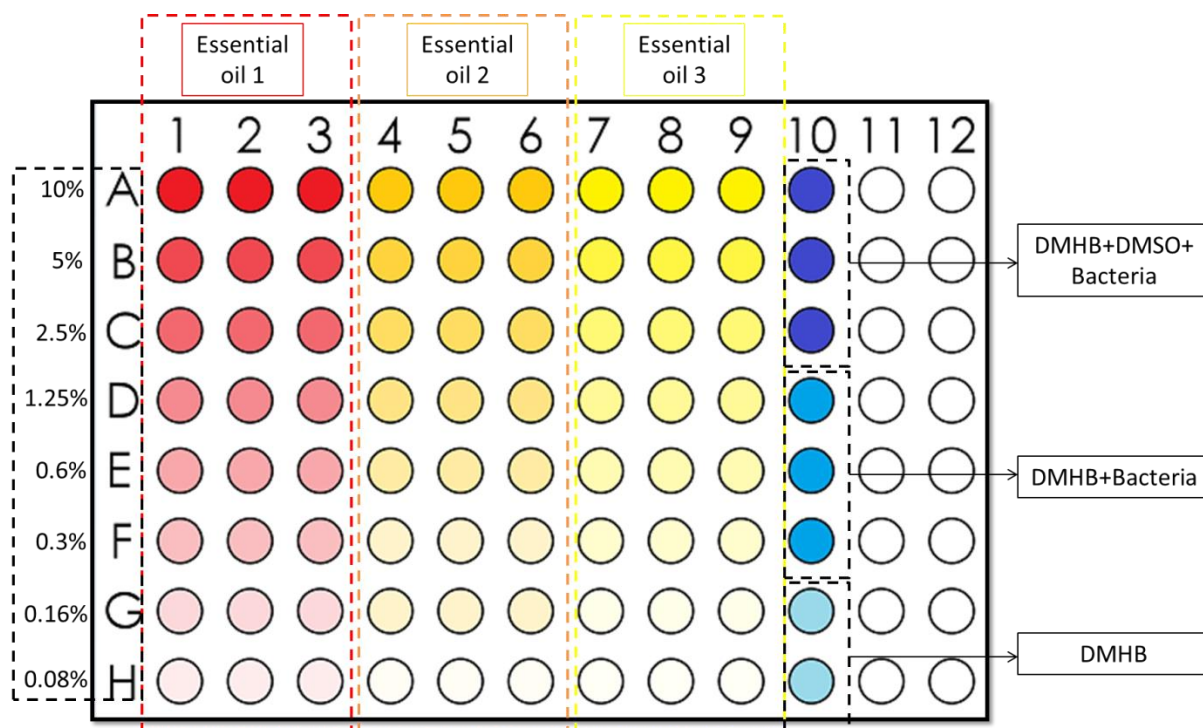 Essential
oil 1
Essential
oil 2
Essential
oil 3
1 2 3 4 5 6 7 8 9 10 11 12
10% A
5% B
DMHB+DMSO+
Bacteria
2.5% C
1.25% D
0.6% E
DMHB+Bacteria
0.3% F
0.16% G
DMHB
0.08% H